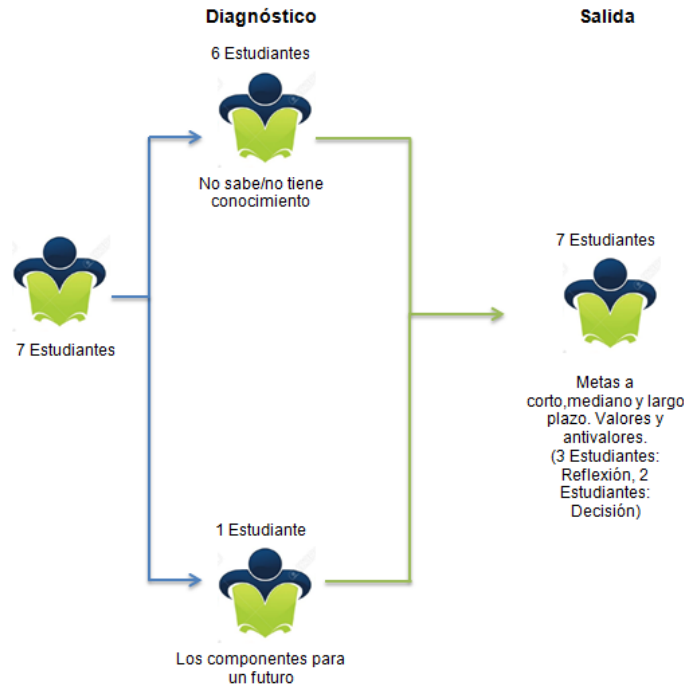 Diagnóstico
Salida
6 Estudiantes
No sabe/no tiene
conocimiento
7 Estudiantes
7 Estudiantes
Metas a
corto,mediano y largo
plazo. Valores y
antivalores.
(3 Estudiantes:
Reflexión, 2
Estudiantes:
Decisión)
1 Estudiante
Los componentes para
un futuro